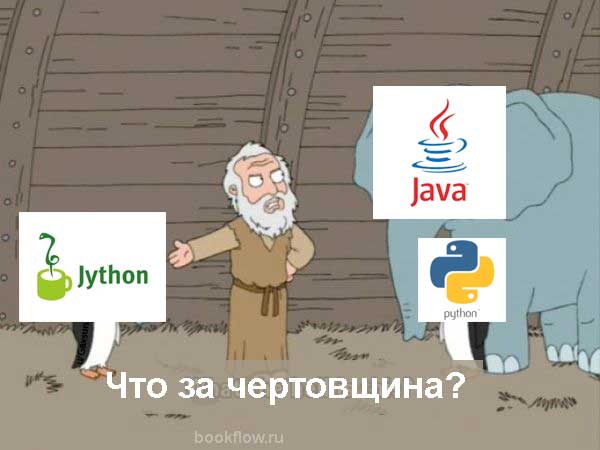 Java
Jython
python
Что за чертовщина?
bookflow.ru